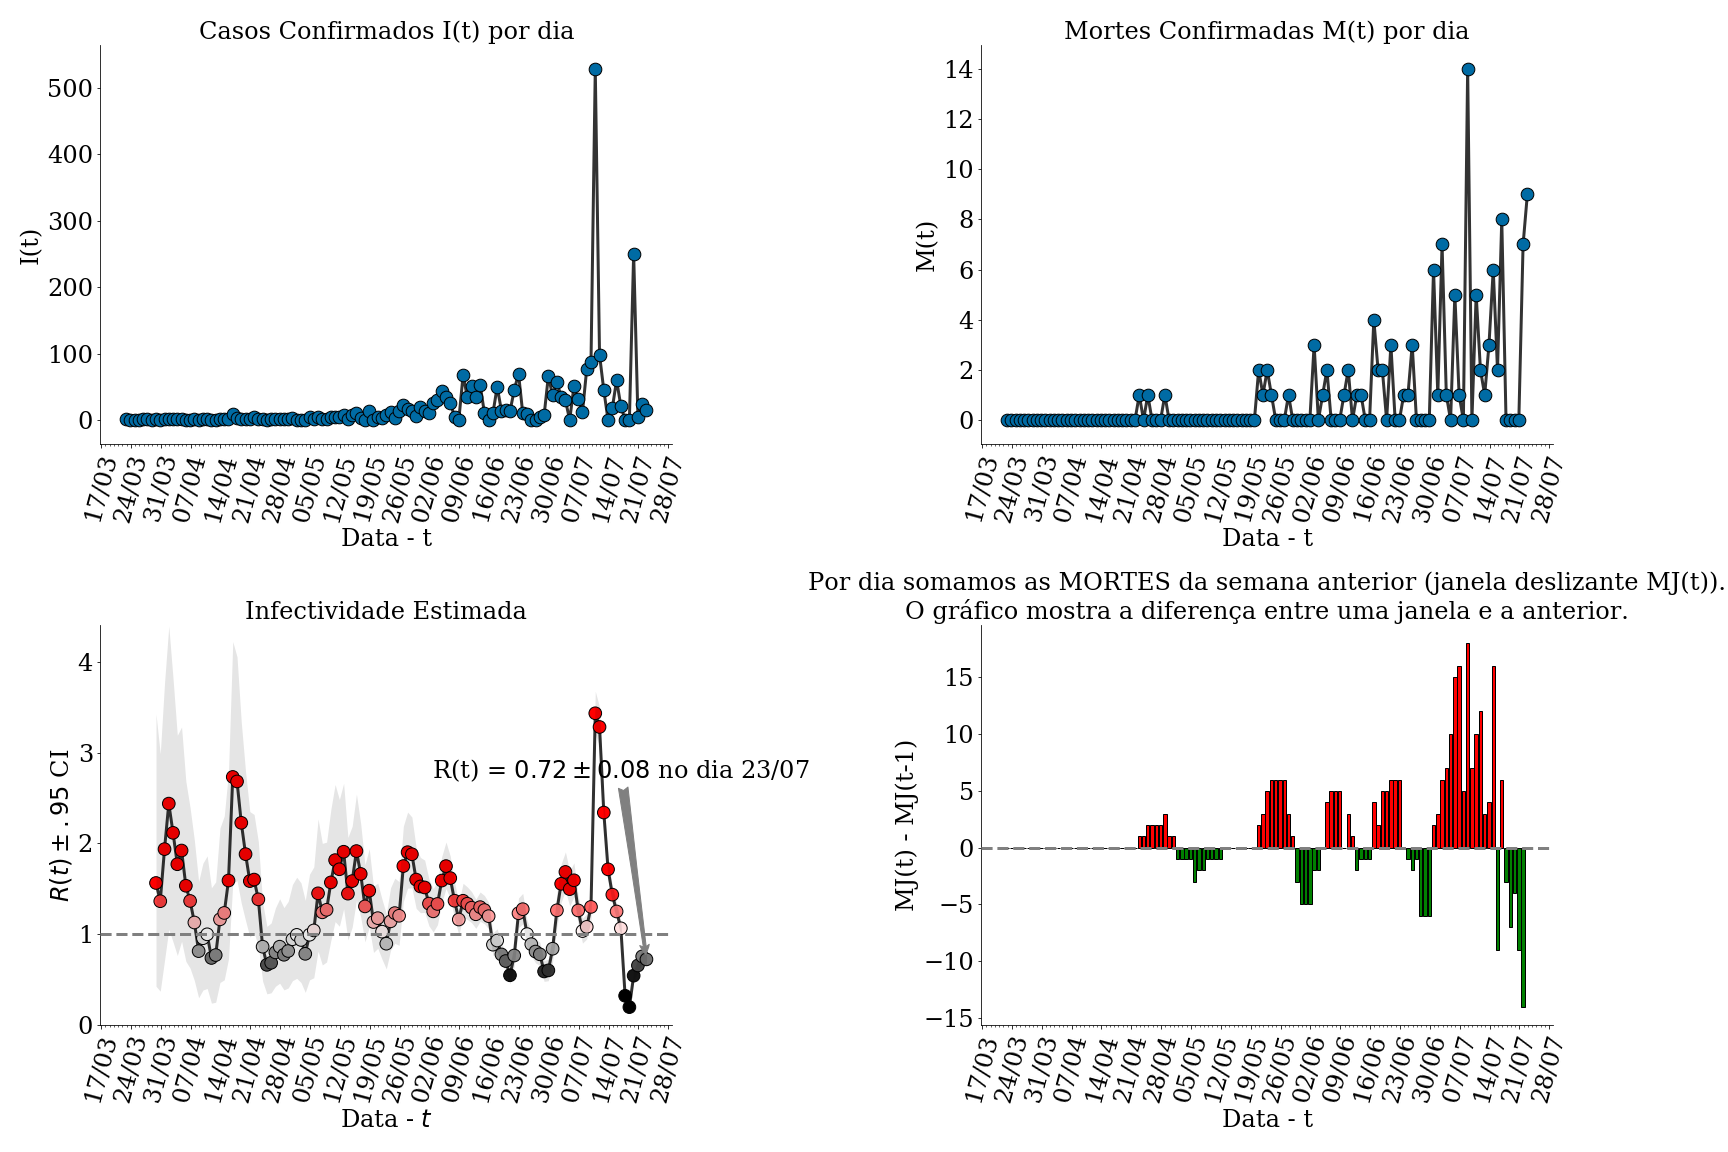 Casos Confirmados I(t) por dia
500
400
300
200
100
0
I(t)
17/03 24/03 31/03 07/04 14/04 21/04 28/04 05/05 12/05 19/05 26/05 02/06 09/06 16/06 23/06 30/06 07/07 14/07 21/07 28/07
Data - t
Mortes Confirmadas M(t) por dia
14
12
10
8
6
4
2
0
M(t)
17/03 24/03 31/03 07/04 14/04 21/04 28/04 05/05 12/05 19/05 26/05 02/06 09/06 16/06 23/06 30/06 07/07 14/07 21/07 28/07
Data - t
Infectividade Estimada
4
3
2
1
0
R(t) ± .95 CI
R(t) = 0.72 ± 0.08 no dia 23/07
17/03 24/03 31/03 07/04 14/04 21/04 28/04 05/05 12/05 19/05 26/05 02/06 09/06 16/06 23/06 30/06 07/07 14/07 21/07 28/07
Data - t
Por dia somamos as MORTES da semana anterior (janela deslizante MJ(t)).
O gráfico mostra a diferença entre uma janela e a anterior.
15
10
5
0
−5
−10
−15
MJ(t) - MJ(t-1)
17/03 24/03 31/03 07/04 14/04 21/04 28/04 05/05 12/05 19/05 26/05 02/06 09/06 16/06 23/06 30/06 07/07 14/07 21/07 28/07
Data - t